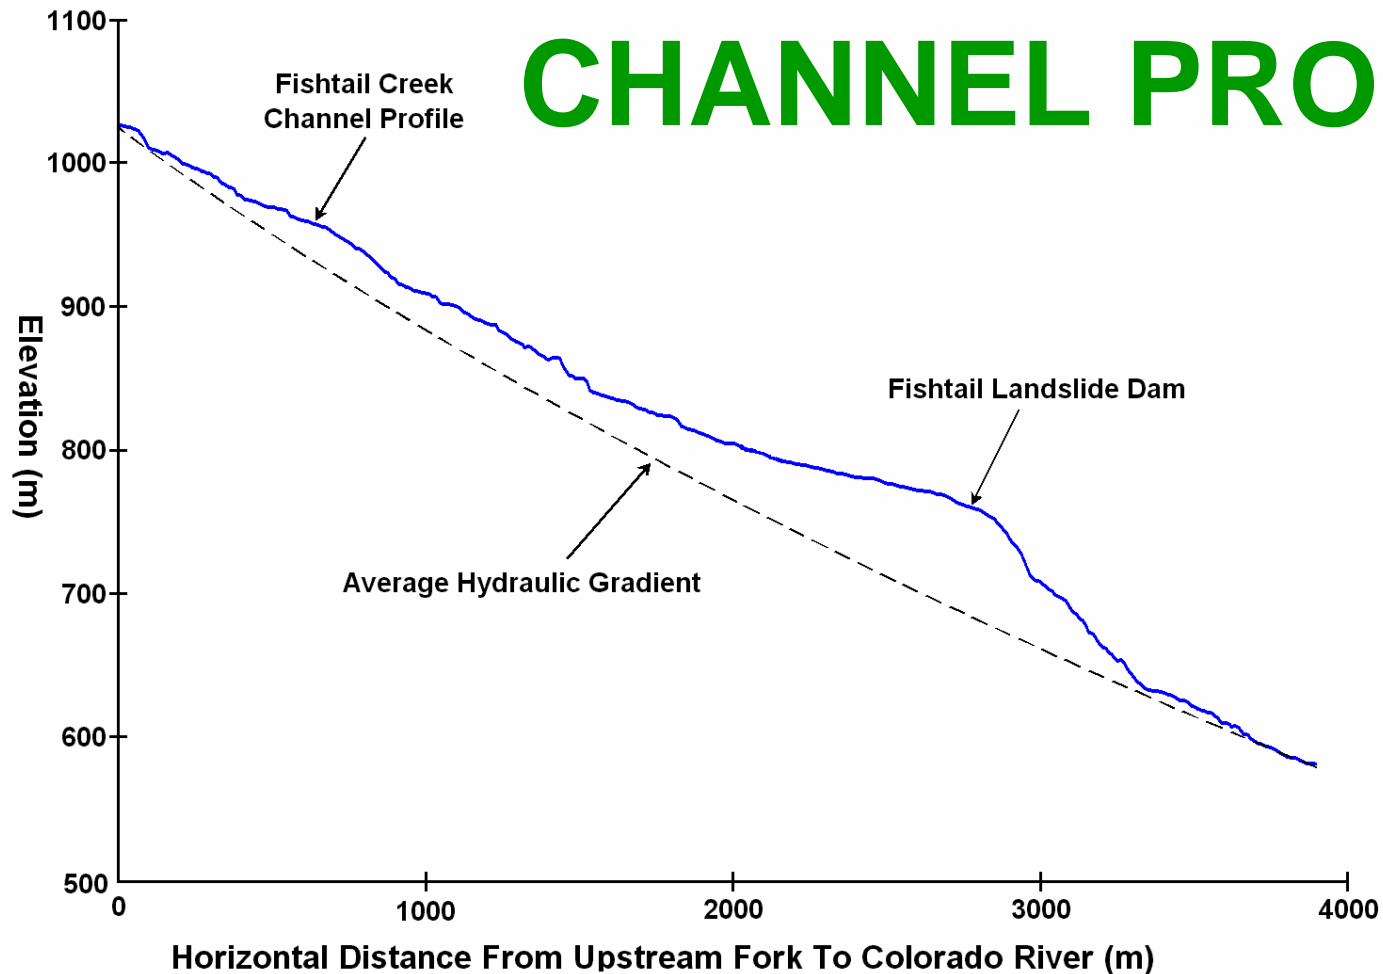 CHANNEL PRO
1100
1000
900
800
700
600
500
Elevation (m)
Fishtail Creek
Channel Profile
Fishtail Landslide Dam
Average Hydraulic Gradient
0
1000
2000
3000
4000
Horizontal Distance From Upstream Fork To Colorado River (m)